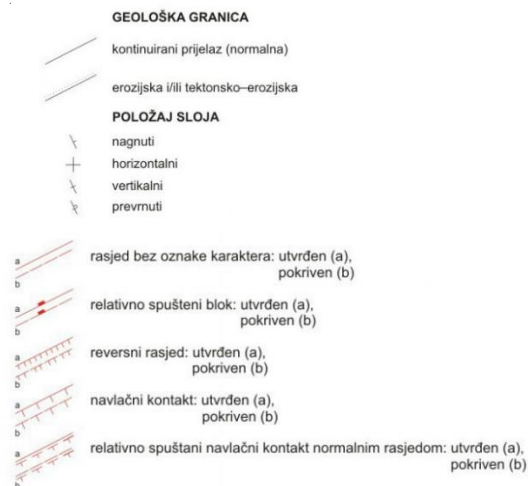 GEOLOŠKA GRANICA
kontinuirani prijelaz (normalna)
erozijska i/ili tektonsko–erozijska
POLOŽAJ SLOJA
nagnuti
horizontalni
vertikalni
prevrnuti
a
b
rasjed bez oznake karaktera: utvrđen (a),
pokriven (b)
a
b
relativno spušteni blok: utvrđen (a),
pokriven (b)
a
b
reversni rasjed: utvrđen (a),
pokriven (b)
a
b
navlačni kontakt: utvrđen (a),
pokriven (b)
a
b
relativno spuštani navlačni kontakt normalnim rasjedom: utvrđen (a),
pokriven (b)